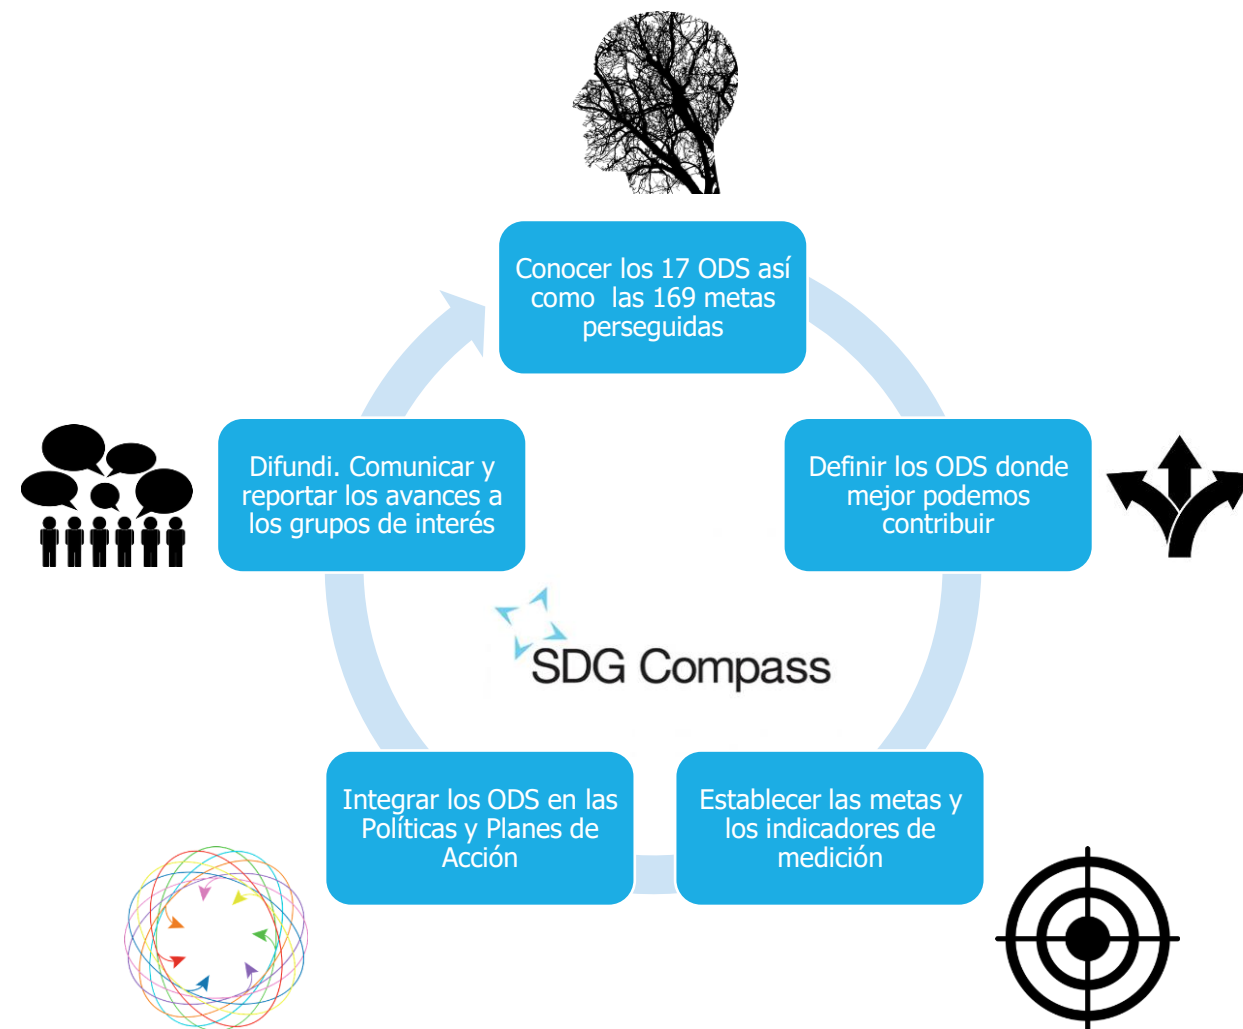 Conocer los 17 ODS así
como las 169 metas
perseguidas
Definir los ODS donde
mejor podemos
contribuir
Establecer las metas y
los indicadores de
medición
Integrar los ODS en las
Políticas y Planes de
Acción
Difundi. Comunicar y
reportar los avances a
los grupos de interés
SDG Compass